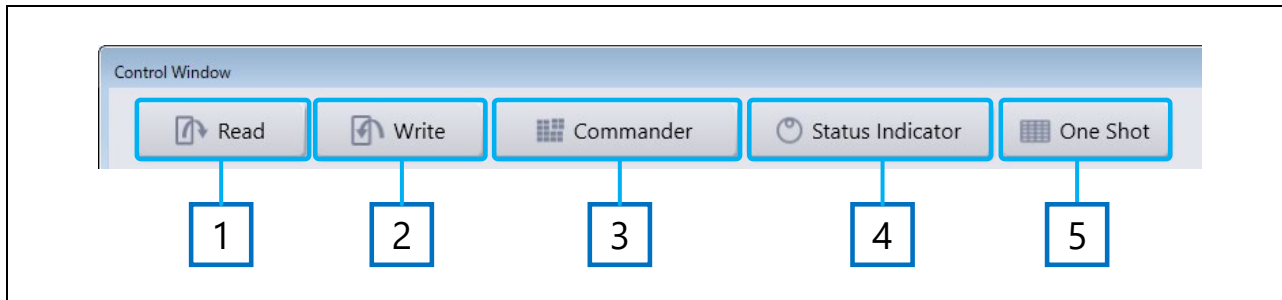 Control Window
Read Write Commander Status Indicator One Shot
1 2 3 4 5